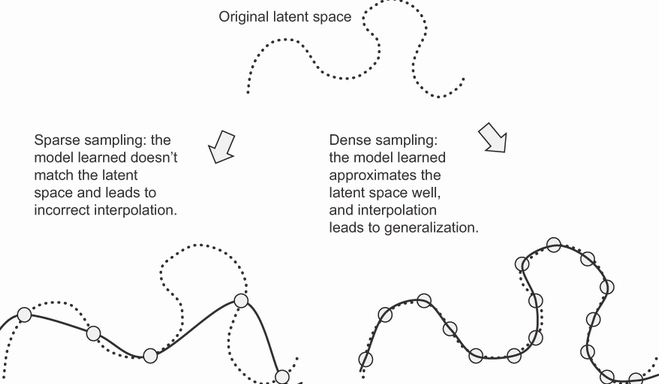 Original latent space
Sparse sampling: the
model learned doesn’t
match the latent
space and leads to
incorrect interpolation.
Dense sampling:
the model learned
approximates the
latent space well,
and interpolation
leads to generalization.